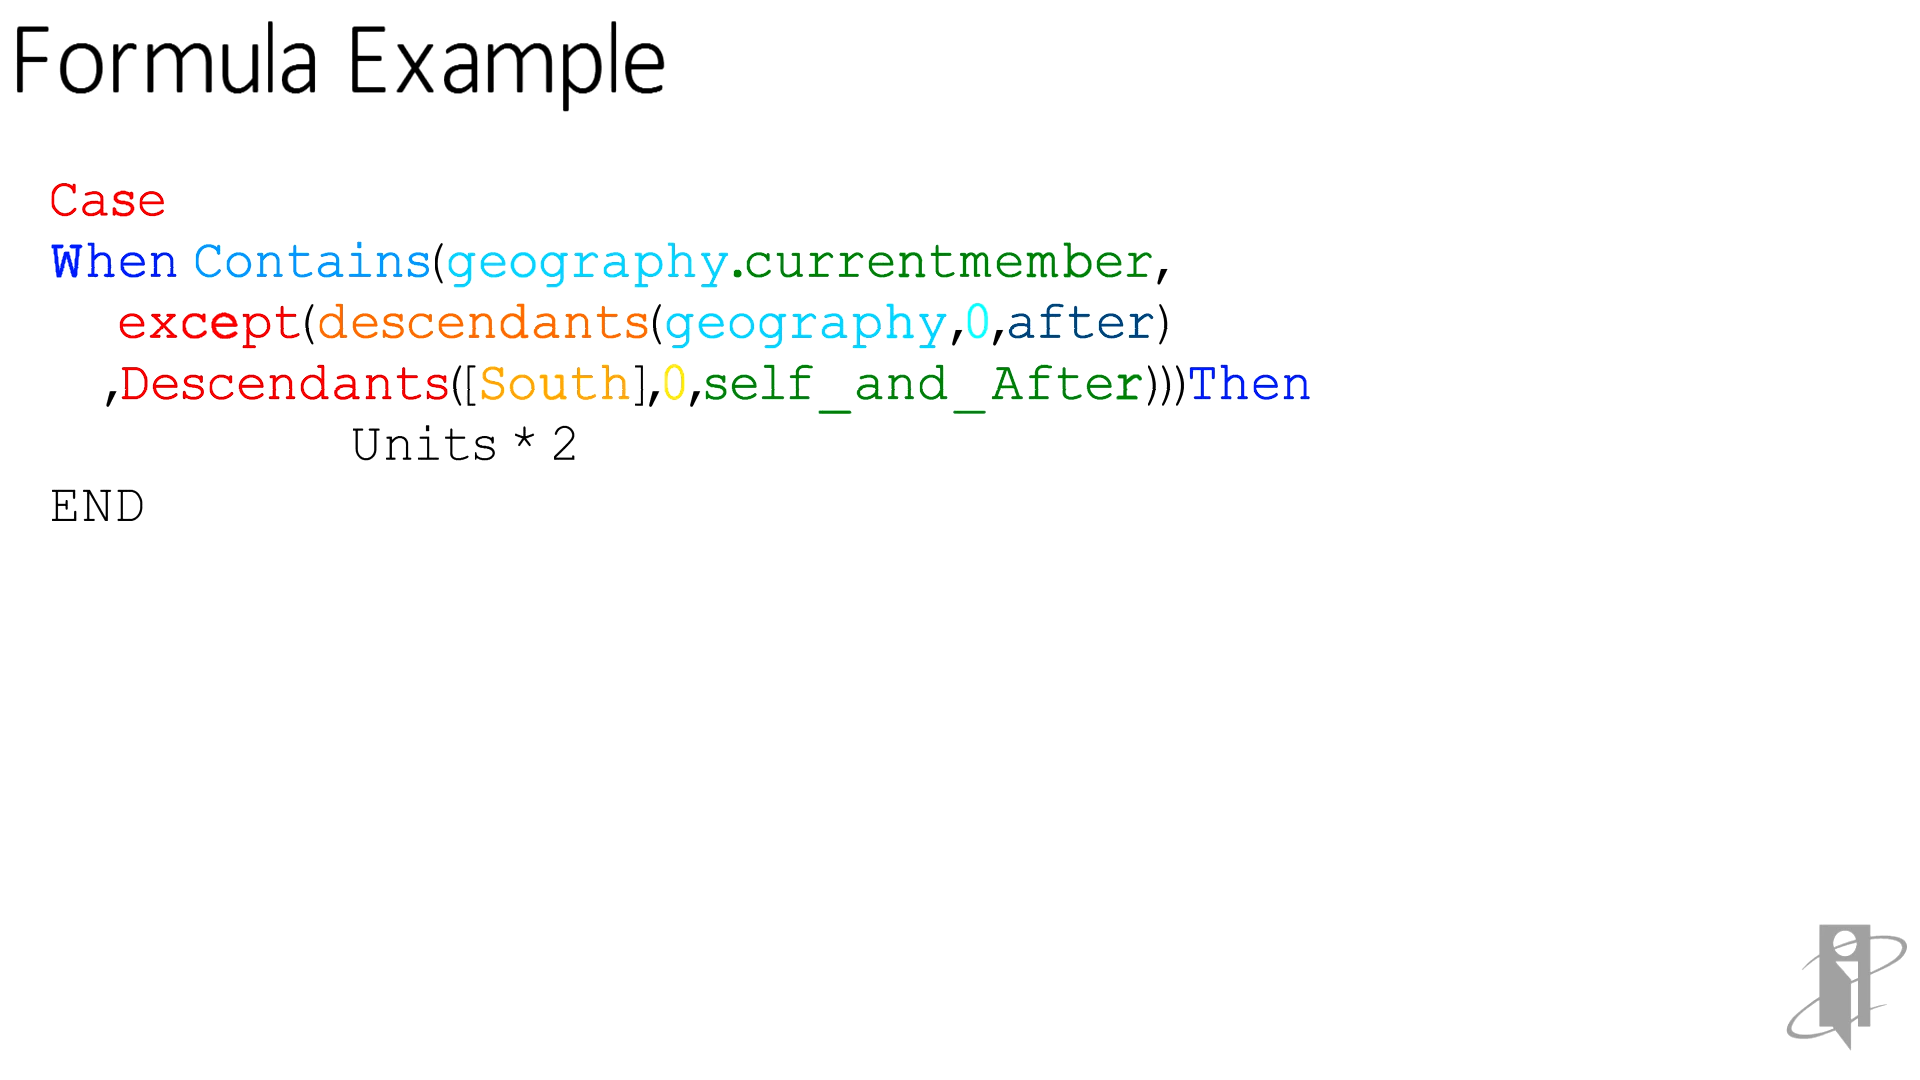 Formula Example
Case
When Contains(geography.currentmember,
except(descendants(geography,0,after)
,Descendants([South],0,self_and_After)))Then
Units * 2
END